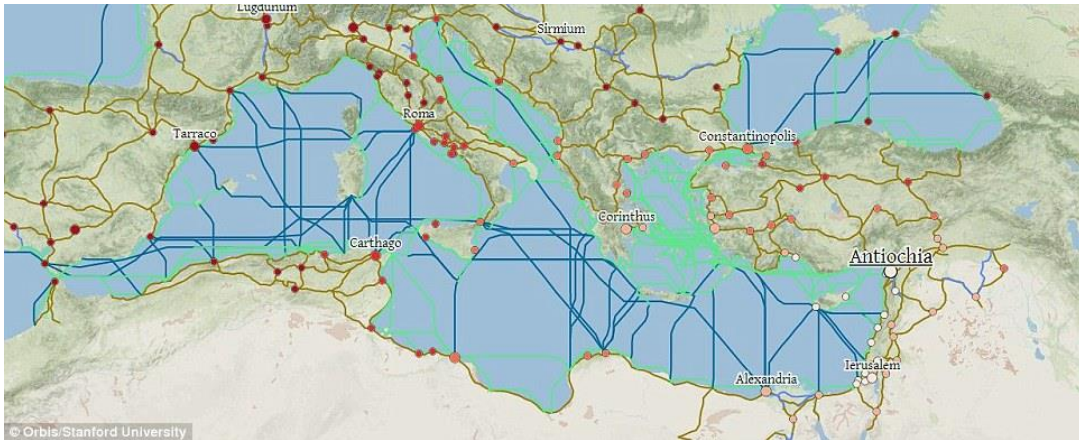 Lugdunum
Sirmium
Roma
Tarraco
Constantinopolis
Corinthus
Carthago
Antiochia
Ierusalem
Alexandria
© Orbis/Stanford University